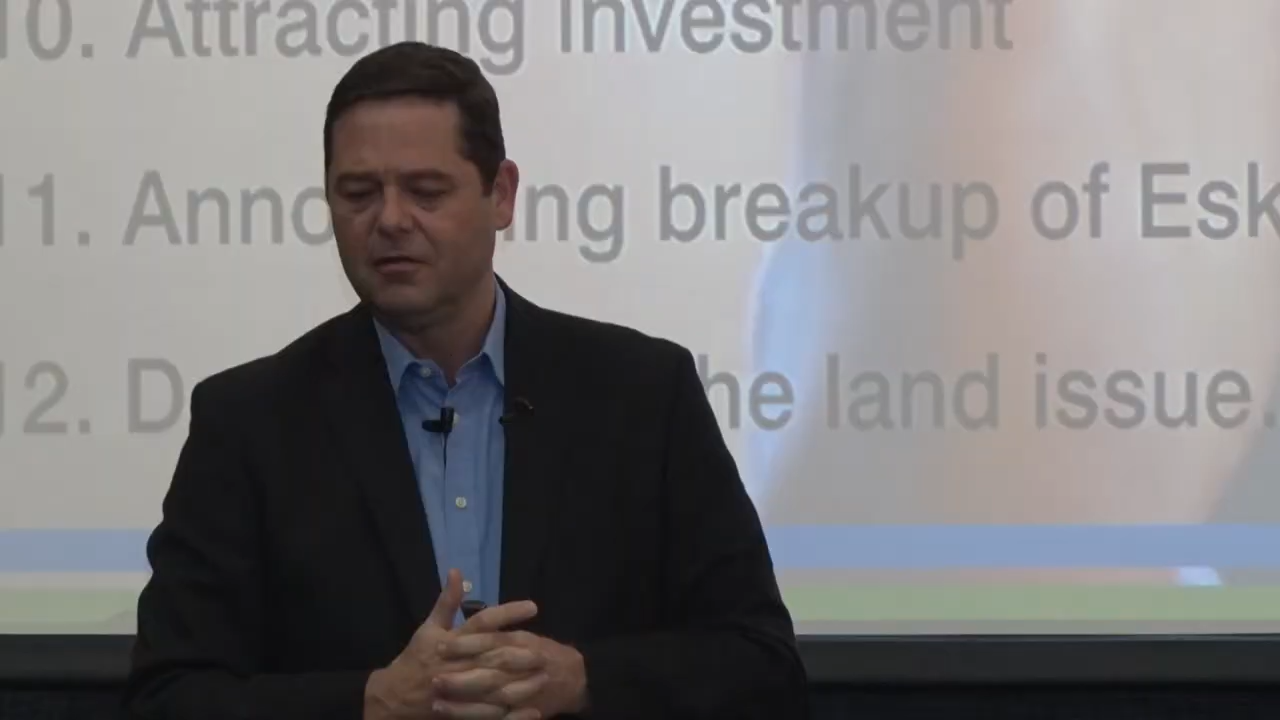 10. Attracting investment
11. Anno ing breakup of Esk
12. D he land issue.